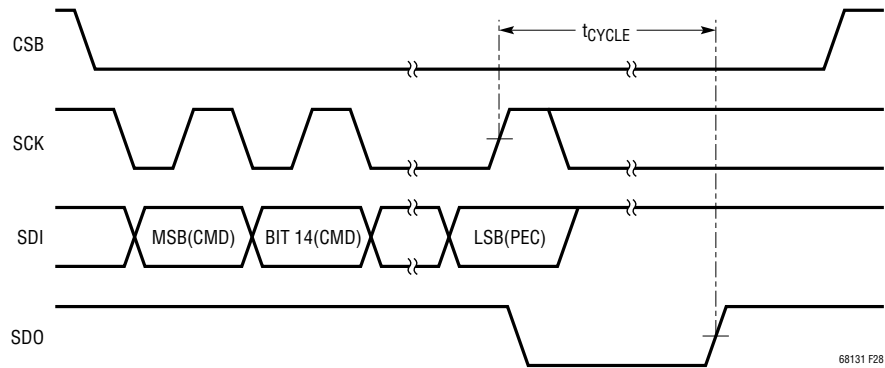 CSB
tCYCLE
SCK
SDI
MSB(CMD)
BIT 14(CMD)
LSB(PEC)
SDO
68131 F28